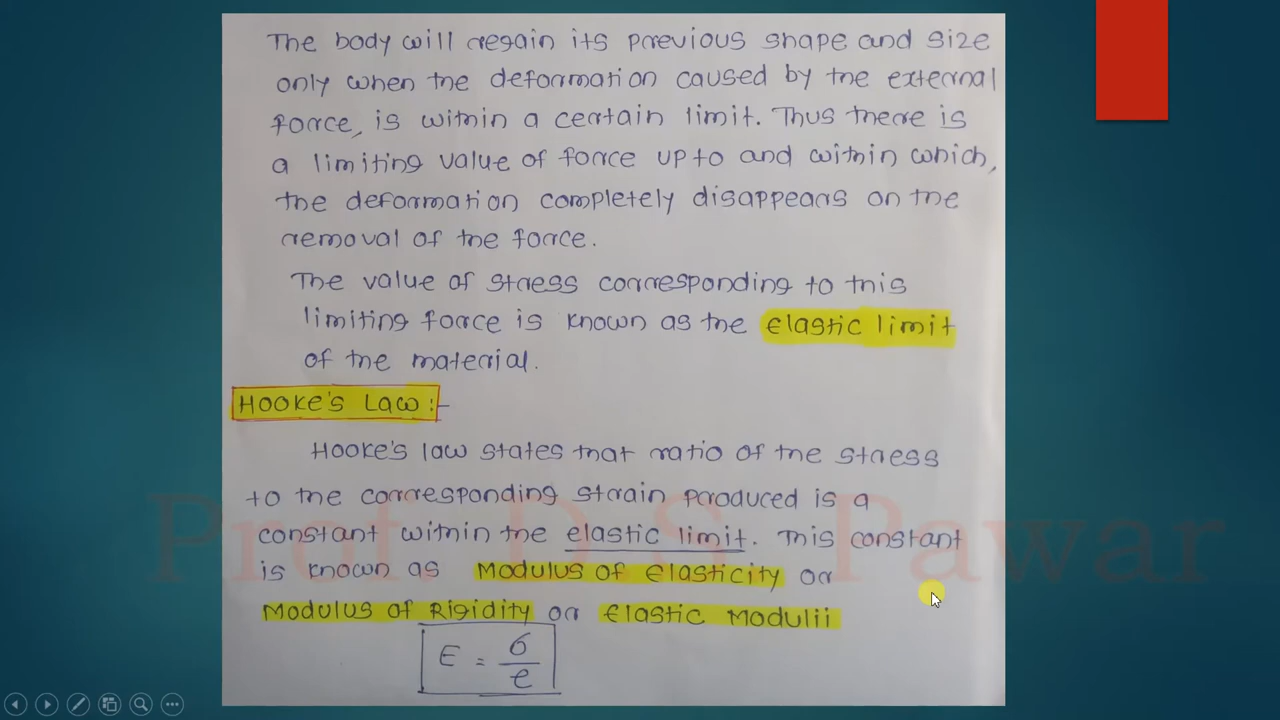 The body will regain its previous shape and size
only when the deformation caused by the external
force, is within a certain limit. Thus there is
a limiting value of force up to and within which,
the deformation completely disappears on the
removal of the force.
The value of stress corresponding to this
limiting force is known as the elastic limit
of the material.
Hooke's Law :-
Hooke's law states that ratio of the stress
to the corresponding strain produced is a
constant within the elastic limit. This constant
is known as Modulus of Elasticity or
Modulus of Rigidity or Elastic Modulii
E = σ/e
Prof. D S Pawar